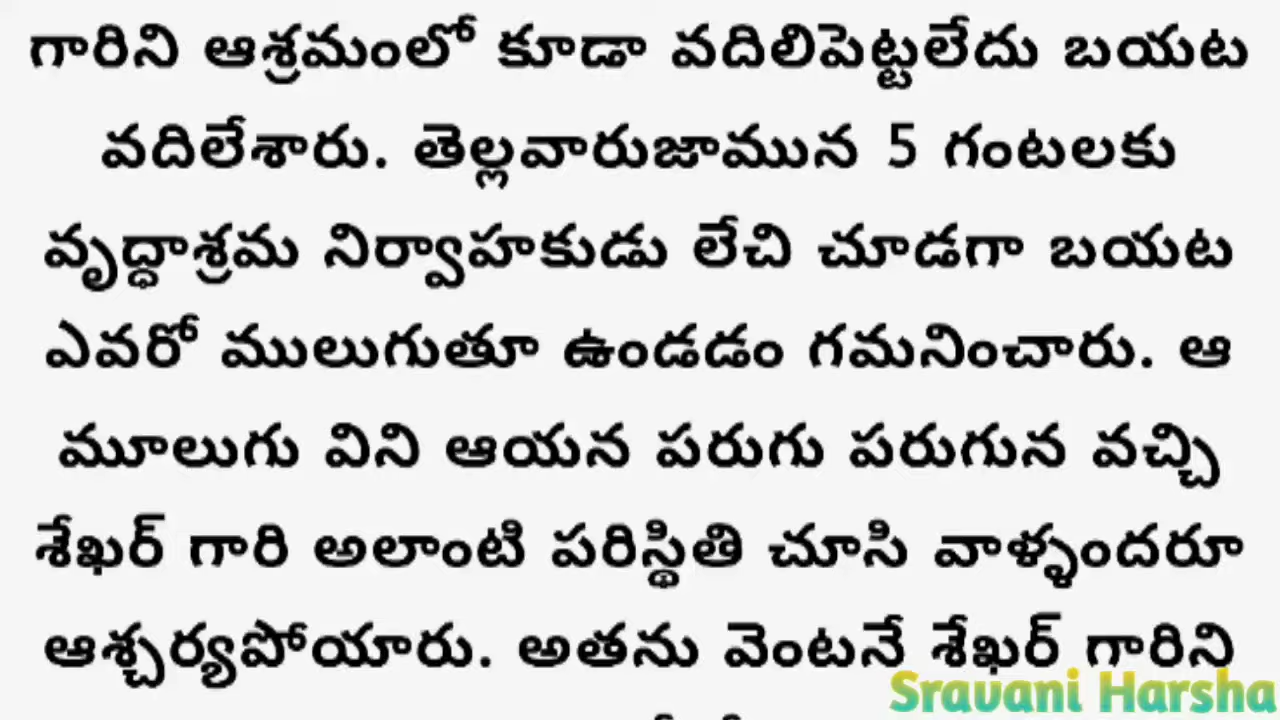 గారిని ఆశ్రమంలో కూడా వదిలిపెట్టలేదు బయట
వదిలేశారు. తెల్లవారుజామున 5 గంటలకు
వృద్ధాశ్రమ నిర్వాహకుడు లేచి చూడగా బయట
ఎవరో ములుగుతూ ఉండడం గమనించారు. ఆ
మూలుగు విని ఆయన పరుగు పరుగున వచ్చి
శేఖర్ గారి అలాంటి పరిస్థితి చూసి వాళ్ళందరూ
ఆశ్చర్యపోయారు. అతను వెంటనే శేఖర్ గారిని
Sravani Harsha